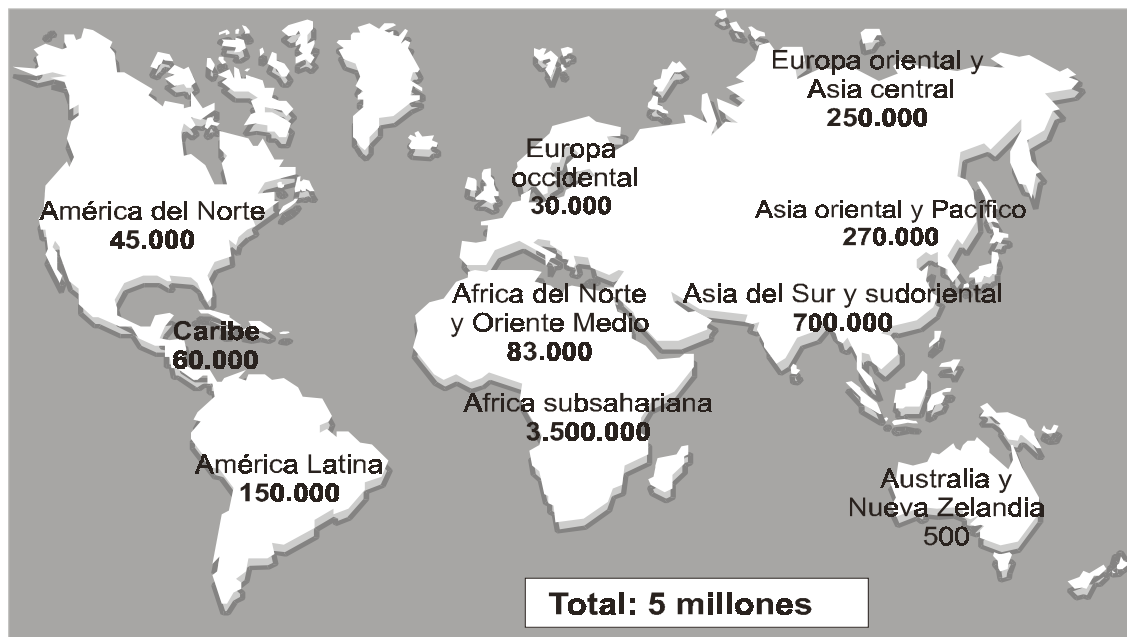 Europa oriental y
Asia central
250.000
Europa
occidental
30.000
América del Norte
45.000
Asia oriental y Pacífico
270.000
Africa del Norte
y Oriente Medio
83.000
Asia del Sur y sudoriental
700.000
Caribe
60.000
Africa subsahariana
3.500.000
América Latina
150.000
Australia y
Nueva Zelandia
500
Total: 5 millones